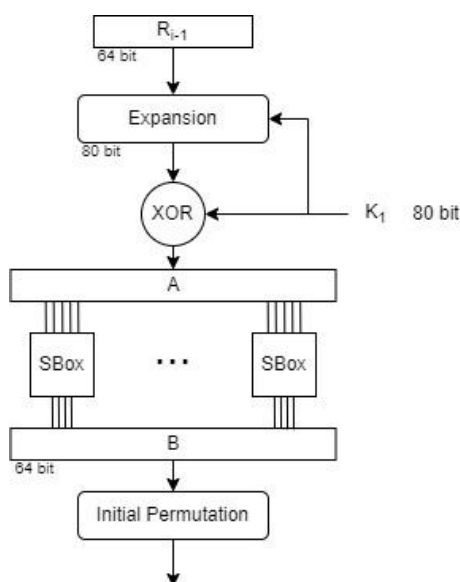 R_{i-1}
64 bit
Expansion
80 bit
XOR
K_1 80 bit
A
SBox ... SBox
B
64 bit
Initial Permutation